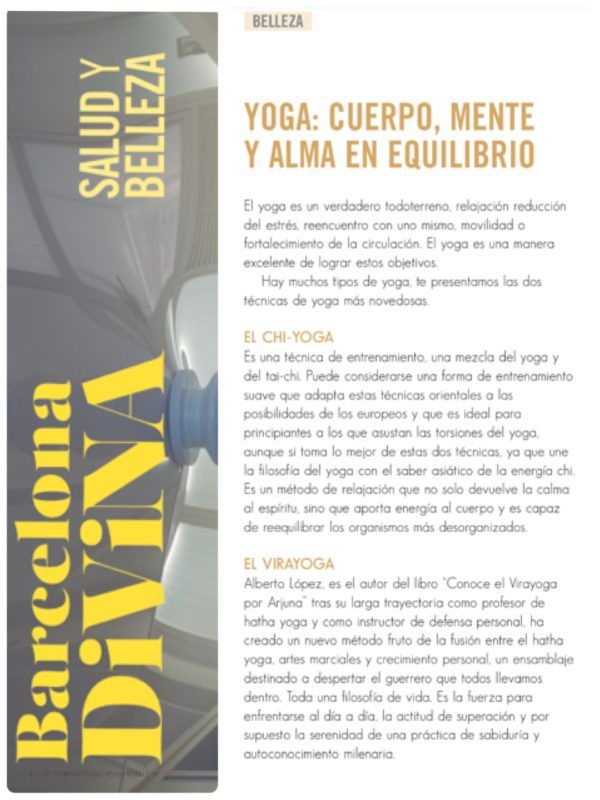 SALUD Y
BELLEZA
Barcelona
DiViNA
BELLEZA
YOGA: CUERPO, MENTE
Y ALMA EN EQUILIBRIO
El yoga es un verdadero todoterreno, relajación reducción
del estrés, reencuentro con uno mismo, movilidad o
fortalecimiento de la circulación. El yoga es una manera
excelente de lograr estos objetivos.
Hay muchos tipos de yoga, te presentamos las dos
técnicas de yoga más novedosas.
EL CHI-YOGA
Es una técnica de entrenamiento, una mezcla del yoga y
del tai-chi. Puede considerarse una forma de entrenamiento
suave que adapta estas técnicas orientales a las
posibilidades de los europeos y que es ideal para
principiantes a los que asustan las torsiones del yoga,
aunque si toma lo mejor de estas dos técnicas, ya que une
la filosofía del yoga con el saber asiático de la energía chi.
Es un método de relajación que no solo devuelve la calma
al espíritu, sino que aporta energía al cuerpo y es capaz
de reequilibrar los organismos más desorganizados.
EL VIRAYOGA
Alberto López, es el autor del libro "Conoce el Virayoga
por Arjuna" tras su larga trayectoria como profesor de
hatha yoga y como instructor de defensa personal, ha
creado un nuevo método fruto de la fusión entre el hatha
yoga, artes marciales y crecimiento personal, un ensamblaje
destinado a despertar el guerrero que todos llevamos
dentro. Toda una filosofía de vida. Es la fuerza para
enfrentarse al día a día, la actitud de superación y por
supuesto la serenidad de una práctica de sabiduría y
autoconocimiento milenaria.